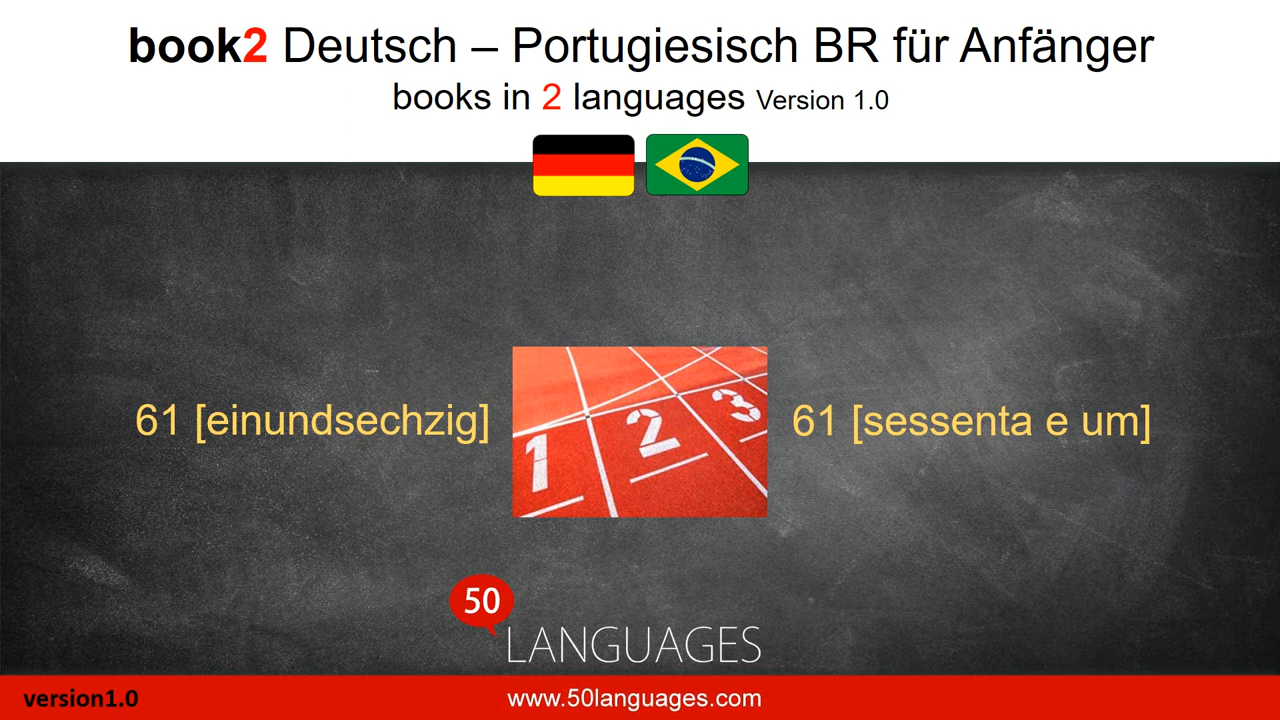 book2 Deutsch – Portugiesisch BR für Anfänger
books in 2 languages Version 1.0
61 [einundsechzig]
1 2 3
61 [sessenta e um]
50
LANGUAGES
version1.0
www.50languages.com